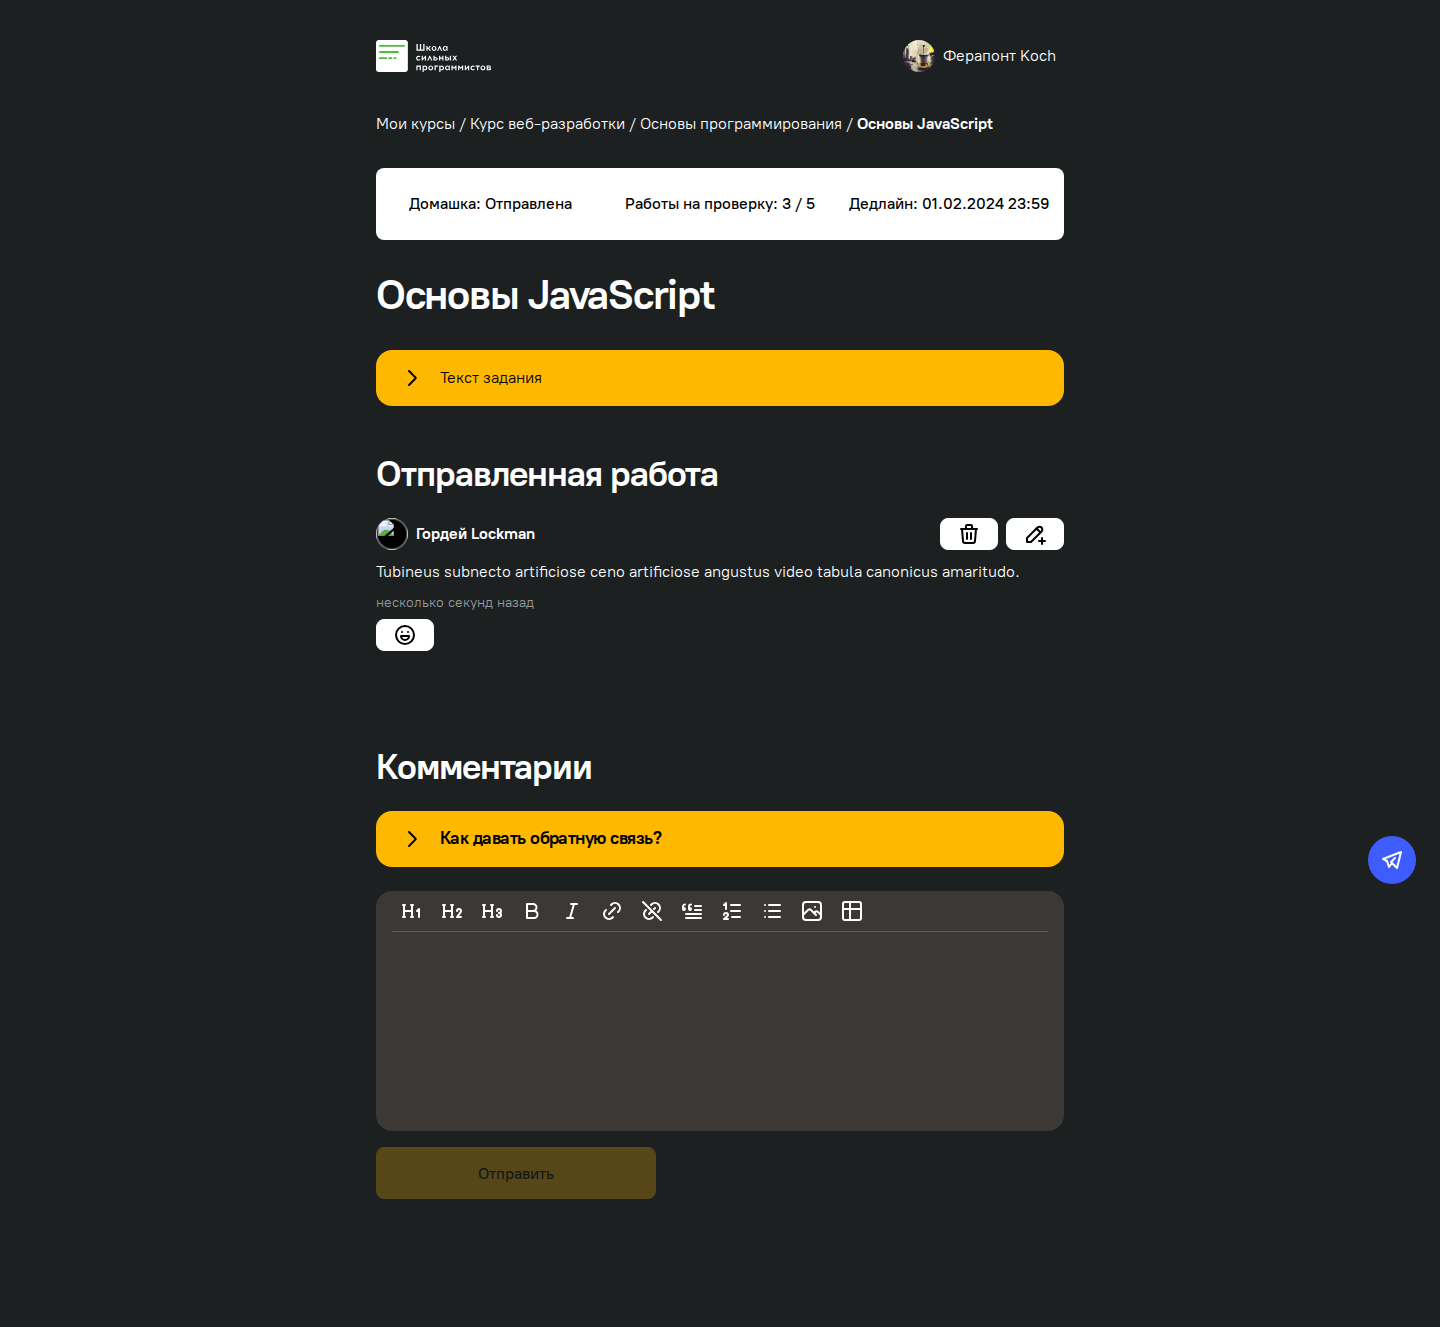 Школа
сильных
программистов
Ферапонт Koch
Мои курсы / Курс веб-разработки / Основы программирования / Основы JavaScript
Домашка: Отправлена
Работы на проверку: 3 / 5
Дедлайн: 01.02.2024 23:59
Основы JavaScript
Текст задания
Отправленная работа
Гордей Lockman
Tubineus subnecto artificiose ceno artificiose angustus video tabula canonicus amaritudo.
несколько секунд назад
Комментарии
Как давать обратную связь?
H1 H2 H3 B I
Отправить